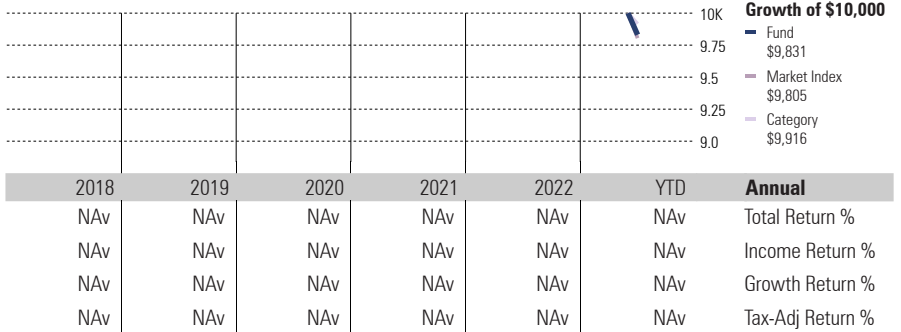 Growth of $10,000
Fund
$9,831
Market Index
$9,805
Category
$9,916
10K
9.75
9.5
9.25
9.0
2018 2019 2020 2021 2022 YTD Annual
NAv NAv NAv NAv NAv NAv Total Return %
NAv NAv NAv NAv NAv NAv Income Return %
NAv NAv NAv NAv NAv NAv Growth Return %
NAv NAv NAv NAv NAv NAv Tax-Adj Return %